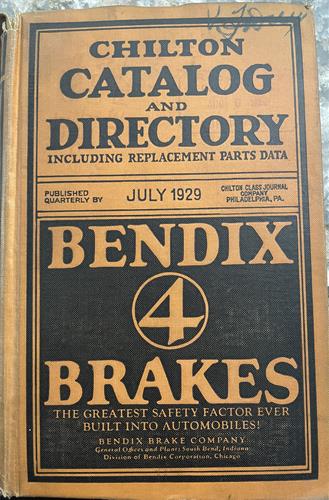 CHILTON
CATALOG
AND
DIRECTORY
INCLUDING REPLACEMENT PARTS DATA
PUBLISHED
QUARTERLY BY
JULY 1929
CHILTON CLASS JOURNAL
COMPANY
PHILADELPHIA, PA.
BENDIX
4
BRAKES
THE GREATEST SAFETY FACTOR EVER
BUILT INTO AUTOMOBILES!
BENDIX BRAKE COMPANY
General Offices and Plant: South Bend, Indiana
Division of Bendix Corporation, Chicago